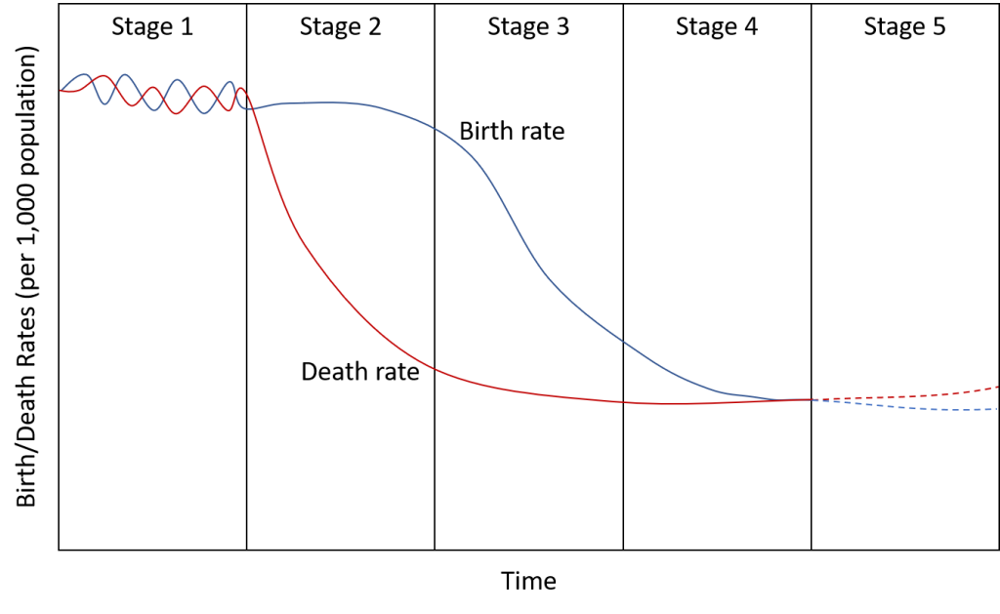 Stage 1
Stage 2
Stage 3
Stage 4
Stage 5
Birth/Death Rates (per 1,000 population)
Birth rate
Death rate
Time